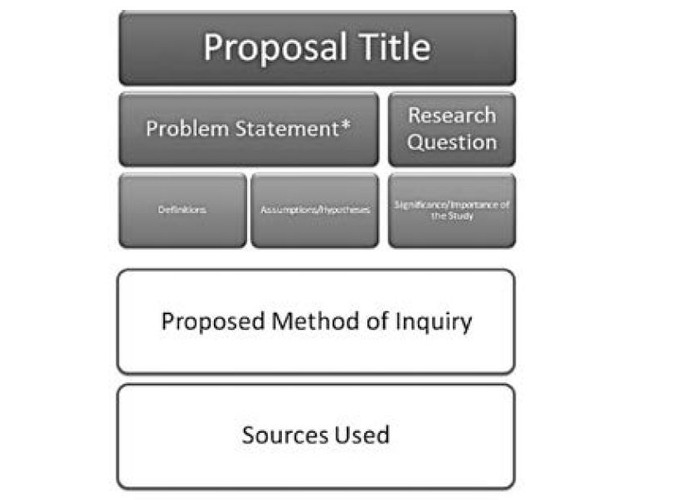 Proposal Title
Problem Statement*
Research
Question
Definitions
Assumptions/Hypotheses
Significance/Importance of
the Study
Proposed Method of Inquiry
Sources Used